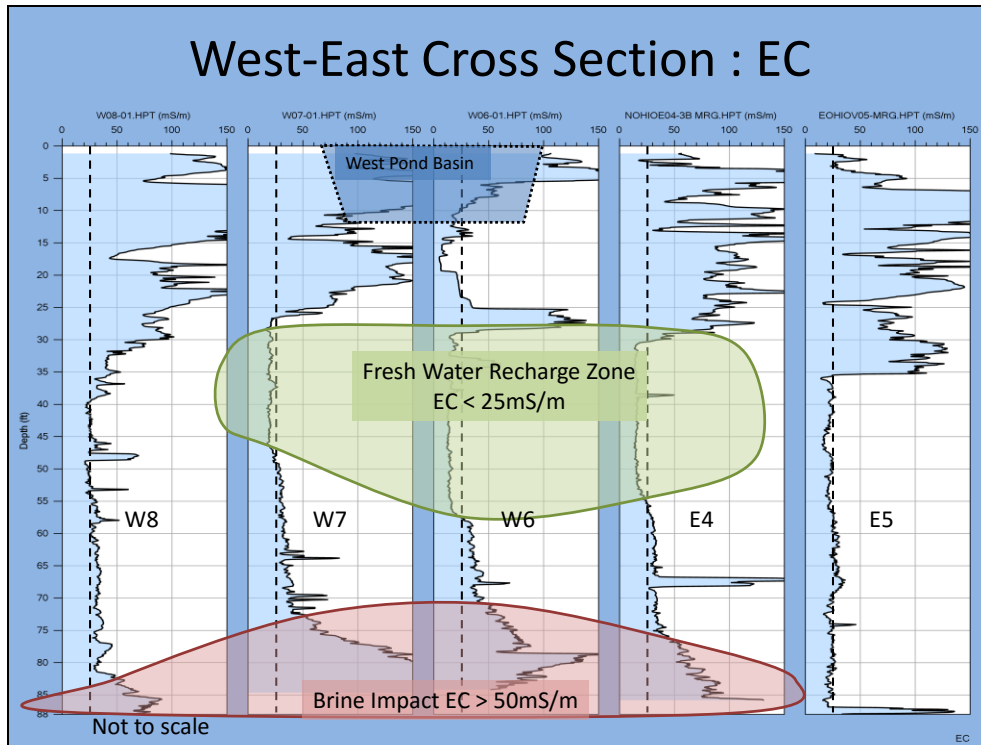 West-East Cross Section : EC
W08-01.HPT (mS/m)
W07-01.HPT (mS/m)
W06-01.HPT (mS/m)
NOHIOE04-3B MRG.HPT (mS/m)
EOHIOV05-MRG.HPT (mS/m)
0 50 100 150
0 50 100 150
0 50 100 150
0 50 100 150
0 50 100 150
0
5
10
15
20
25
30
35
40
45
50
55
60
65
70
75
80
85
88
Depth (ft)
West Pond Basin
Fresh Water Recharge Zone
EC < 25mS/m
W8
W7
W6
E4
E5
Brine Impact EC > 50mS/m
Not to scale
EC